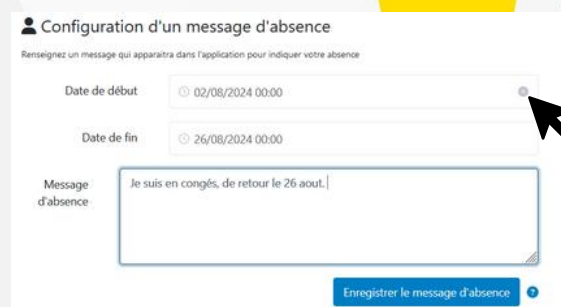 Configuration d'un message d'absence
Renseignez un message qui apparaitra dans l'application pour indiquer votre absence
Date de début
02/08/2024 00:00
Date de fin
26/08/2024 00:00
Message d'absence
Je suis en congés, de retour le 26 aout.
Enregistrer le message d'absence ?